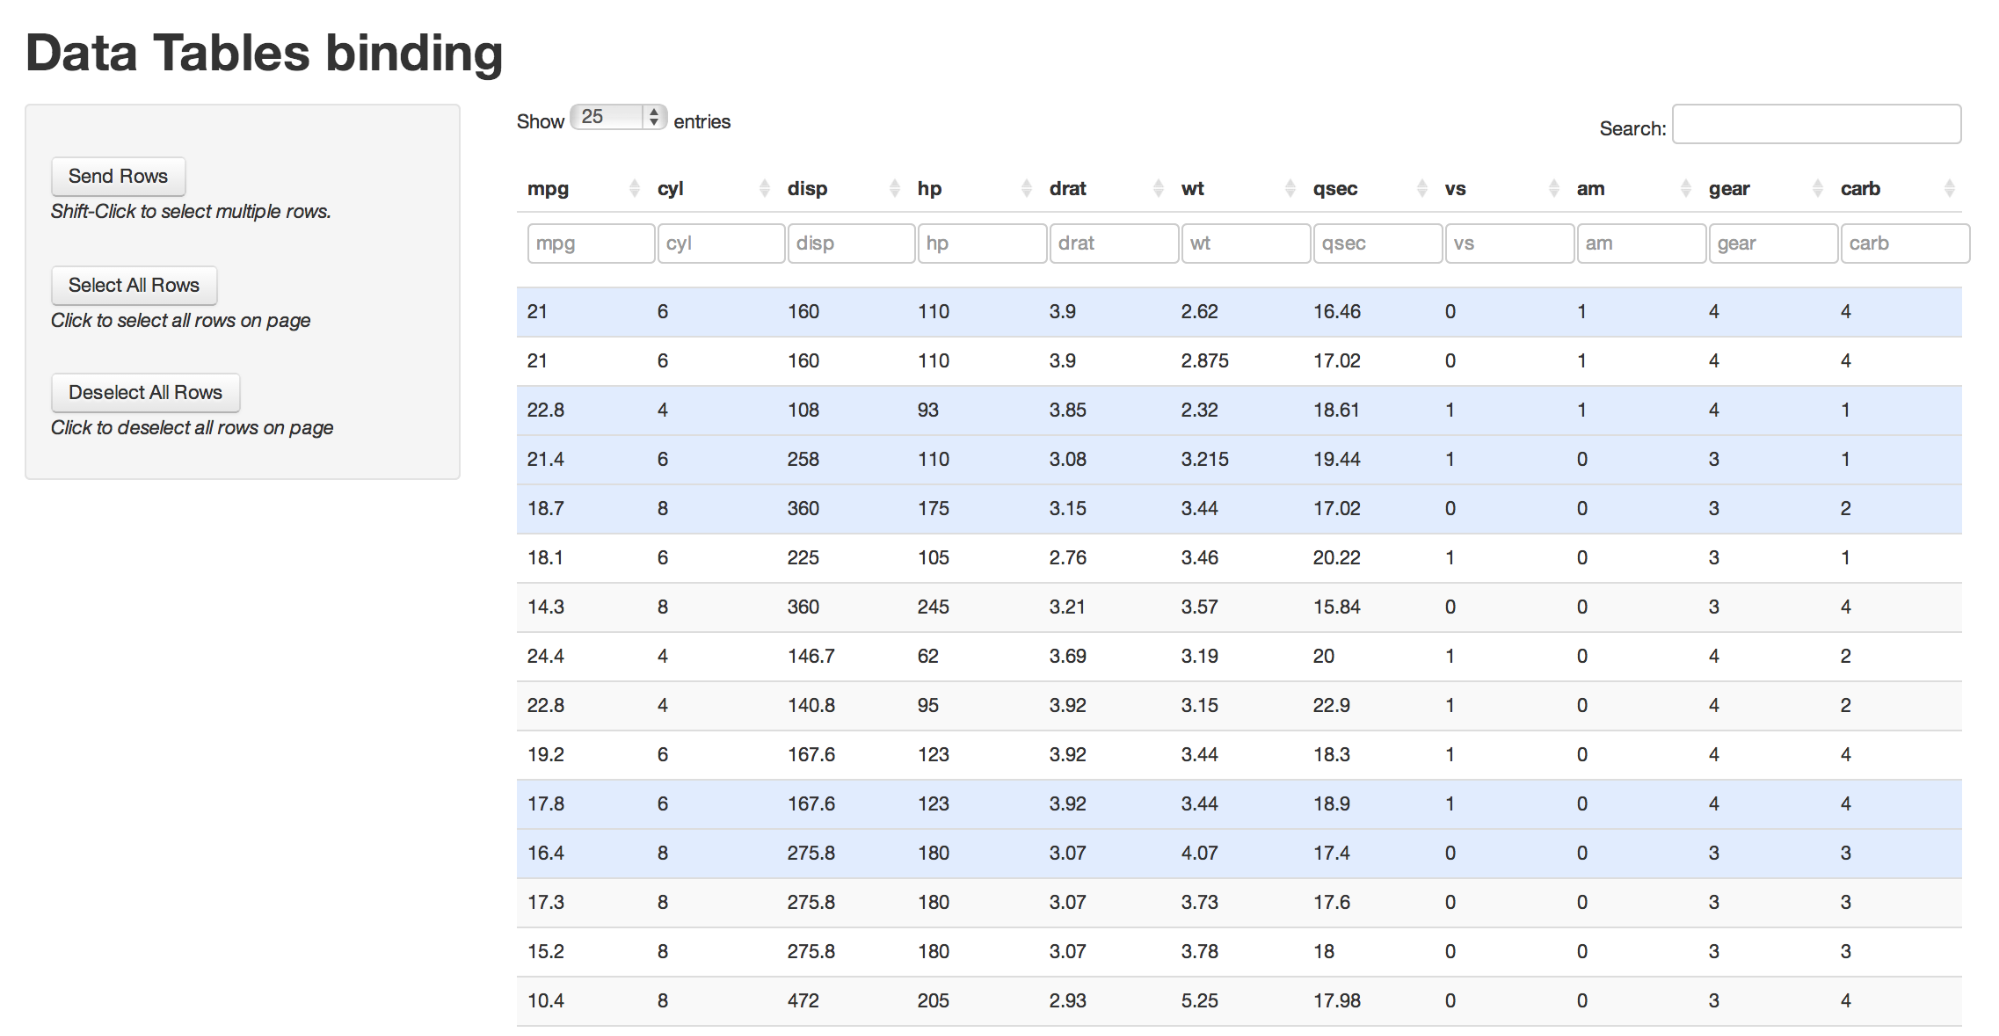 Data Tables binding
Send Rows
Shift-Click to select multiple rows.
Select All Rows
Click to select all rows on page
Deselect All Rows
Click to deselect all rows on page
Show 25 entries
Search:
mpg cyl disp hp drat wt qsec vs am gear carb
mpg cyl disp hp drat wt qsec vs am gear carb
21 6 160 110 3.9 2.62 16.46 0 1 4 4
21 6 160 110 3.9 2.875 17.02 0 1 4 4
22.8 4 108 93 3.85 2.32 18.61 1 1 4 1
21.4 6 258 110 3.08 3.215 19.44 1 0 3 1
18.7 8 360 175 3.15 3.44 17.02 0 0 3 2
18.1 6 225 105 2.76 3.46 20.22 1 0 3 1
14.3 8 360 245 3.21 3.57 15.84 0 0 3 4
24.4 4 146.7 62 3.69 3.19 20 1 0 4 2
22.8 4 140.8 95 3.92 3.15 22.9 1 0 4 2
19.2 6 167.6 123 3.92 3.44 18.3 1 0 4 4
17.8 6 167.6 123 3.92 3.44 18.9 1 0 4 4
16.4 8 275.8 180 3.07 4.07 17.4 0 0 3 3
17.3 8 275.8 180 3.07 3.73 17.6 0 0 3 3
15.2 8 275.8 180 3.07 3.78 18 0 0 3 3
10.4 8 472 205 2.93 5.25 17.98 0 0 3 4